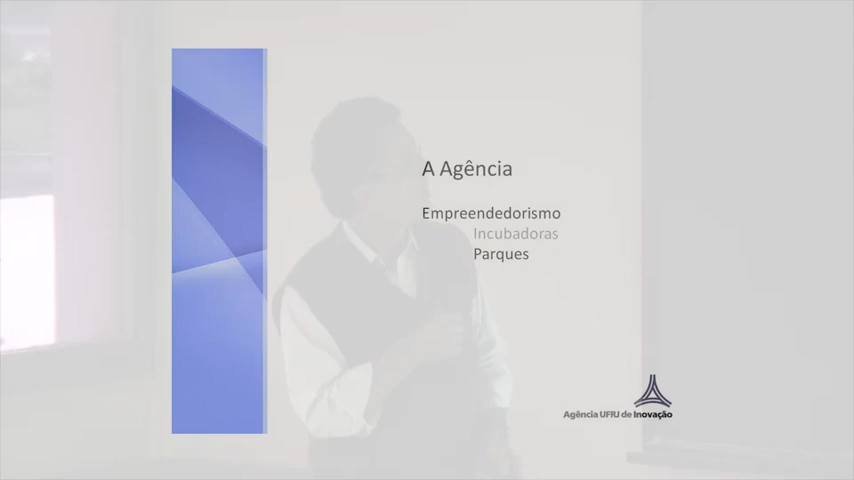 A Agência
Empreendedorismo
Incubadoras
Parques
Agência UFRJ de Inovação